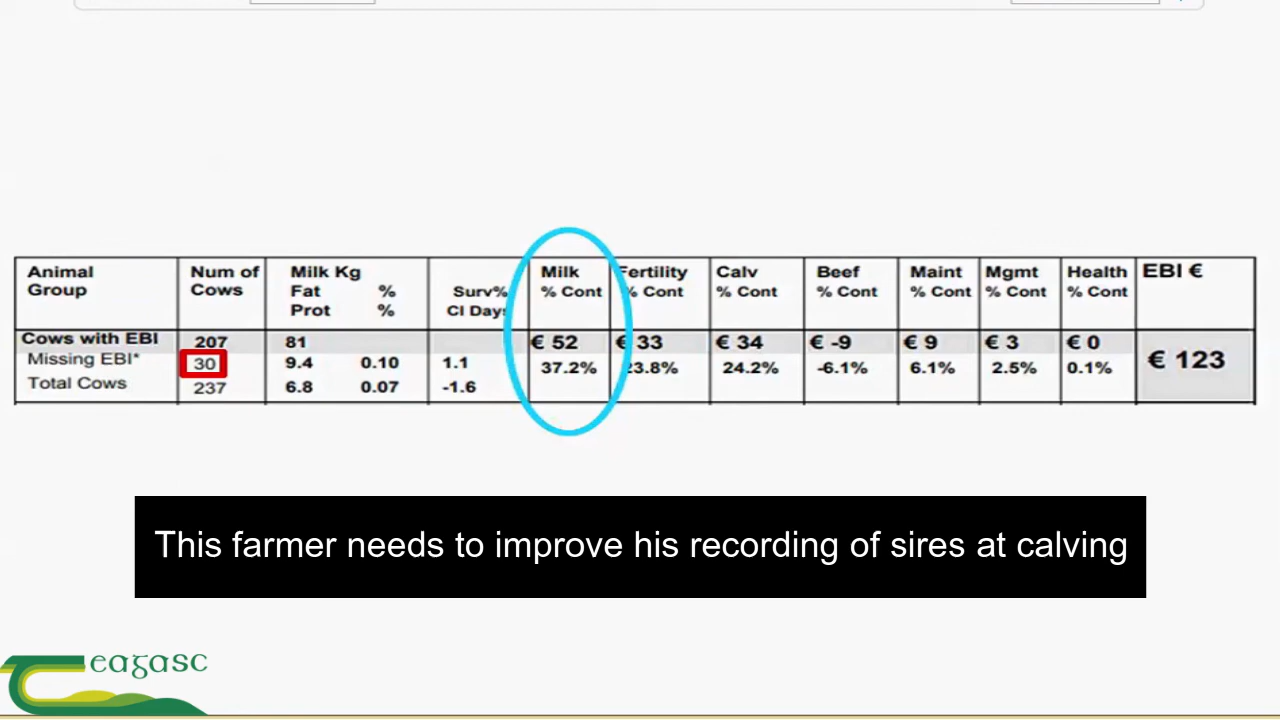 Animal Group
Num of Cows
Milk Kg
Fat %
Prot %
Surv%
CI Days
Milk % Cont
Fertility % Cont
Calv % Cont
Beef % Cont
Maint % Cont
Mgmt % Cont
Health % Cont
EBI €
Cows with EBI 207 81 € 52 € 33 € 34 € -9 € 9 € 3 € 0
Missing EBI* 30 9.4 0.10 1.1 37.2% 23.8% 24.2% -6.1% 6.1% 2.5% 0.1% € 123
Total Cows 237 6.8 0.07 -1.6
This farmer needs to improve his recording of sires at calving
eagasc